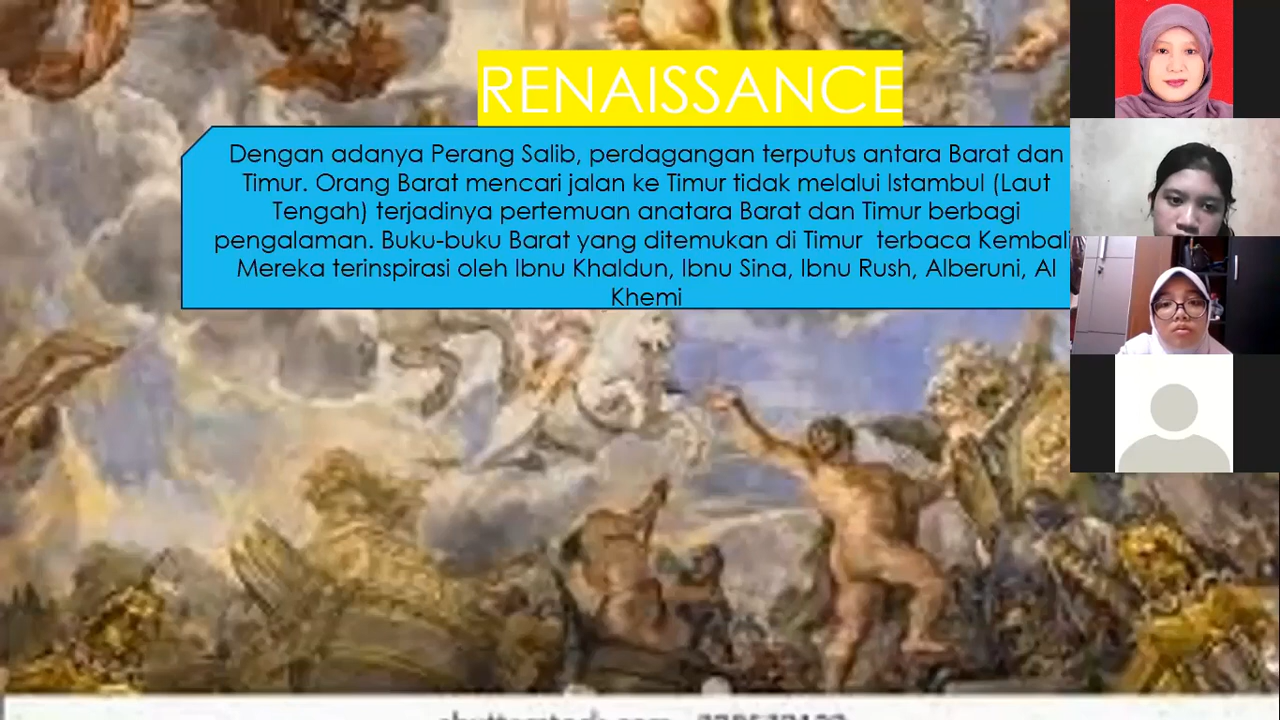 RENAISSANCE
Dengan adanya Perang Salib, perdagangan terputus antara Barat dan
Timur. Orang Barat mencari jalan ke Timur tidak melalui Istambul (Laut
Tengah) terjadinya pertemuan anatara Barat dan Timur berbagi
pengalaman. Buku-buku Barat yang ditemukan di Timur terbaca Kembali
Mereka terinspirasi oleh Ibnu Khaldun, Ibnu Sina, Ibnu Rush, Alberuni, Al
Khemi